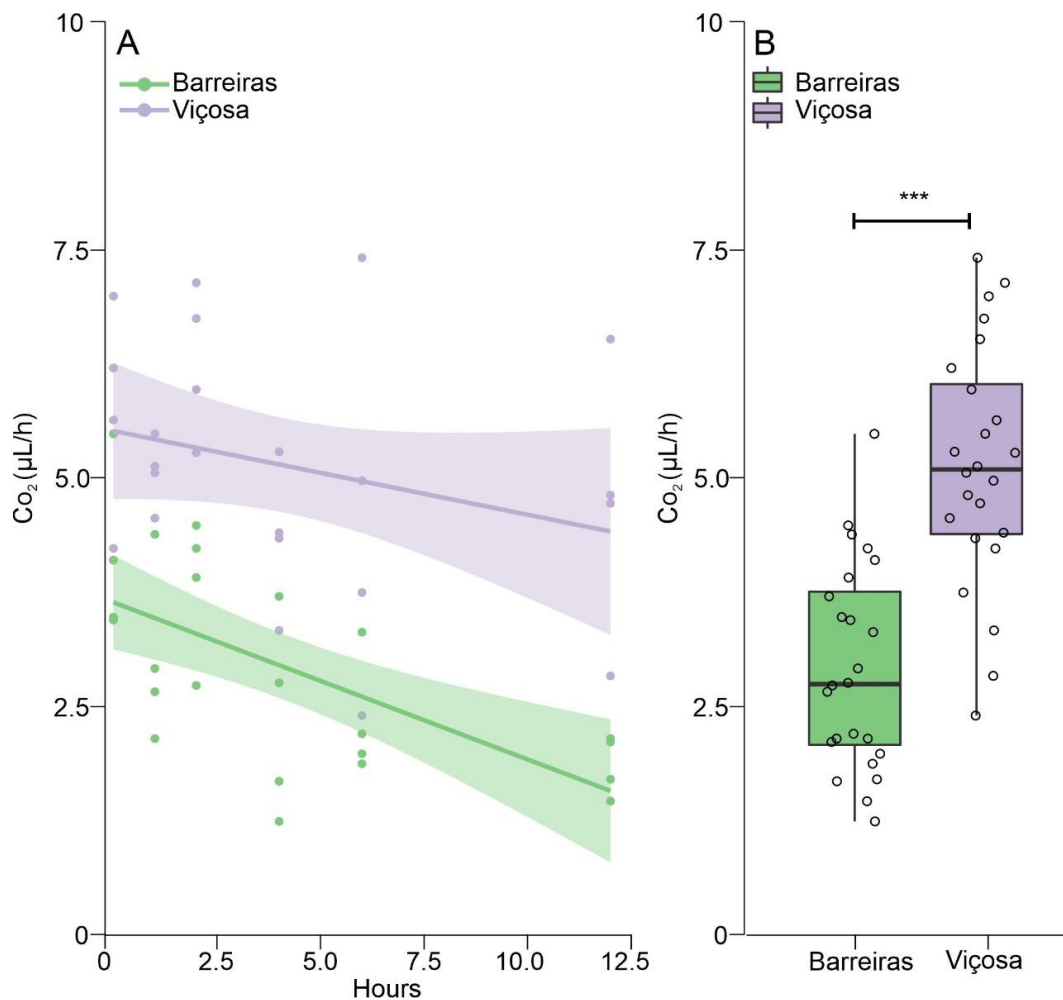 A
Barreiras
Viçosa
10
7.5
5.0
2.5
0
Co₂ (µL/h)
0 2.5 5.0 7.5 10.0 12.5
Hours
B
Barreiras
Viçosa
***
10
7.5
5.0
2.5
0
Co₂ (µL/h)
Barreiras Viçosa